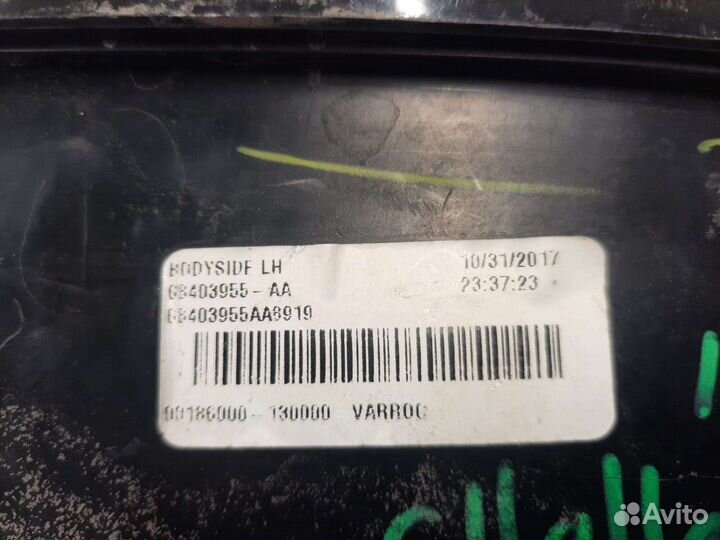 BODYSIDE LH
10/31/2017
68403955-AA
23:37:23
68403955AA8919
00186000-130000 VARROC
Avito